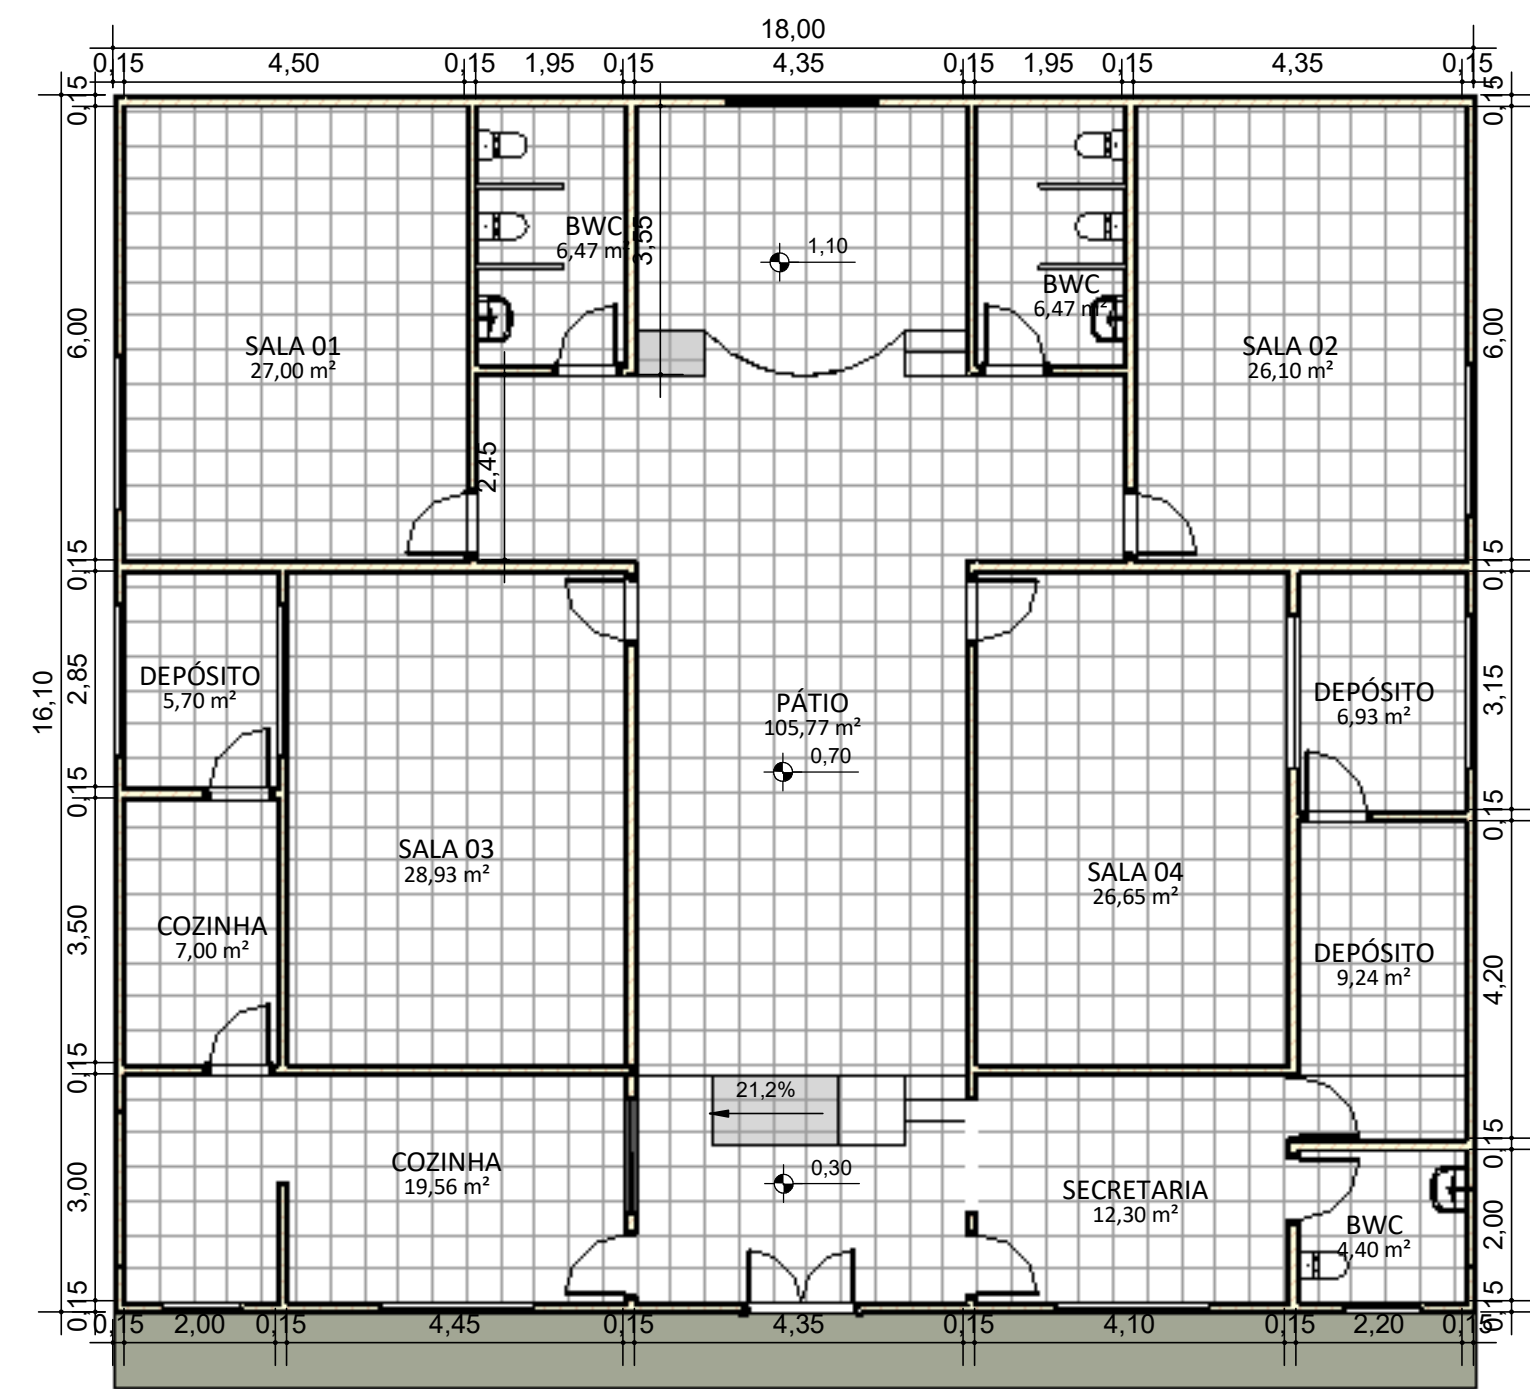 18,00
0,15 4,50 0,15 1,95 0,15 4,35 0,15 1,95 0,15 4,35 0,15
0,15
0,15
BWC
6,47 m²
3,55
1,10
BWC
6,47 m²
6,00
SALA 01
27,00 m²
SALA 02
26,10 m²
6,00
2,45
0,15
0,15
16,10
2,85
DEPÓSITO
5,70 m²
PÁTIO
105,77 m²
0,70
DEPÓSITO
6,93 m²
3,15
0,15
0,15
SALA 03
28,93 m²
SALA 04
26,65 m²
3,50
COZINHA
7,00 m²
DEPÓSITO
9,24 m²
4,20
0,15
21,2%
0,15
3,00
COZINHA
19,56 m²
0,30
SECRETARIA
12,30 m²
BWC
4,40 m²
2,00
0,15
0,15
0,15 2,00 0,15 4,45 0,15 4,35 0,15 4,10 0,15 2,20 0,15